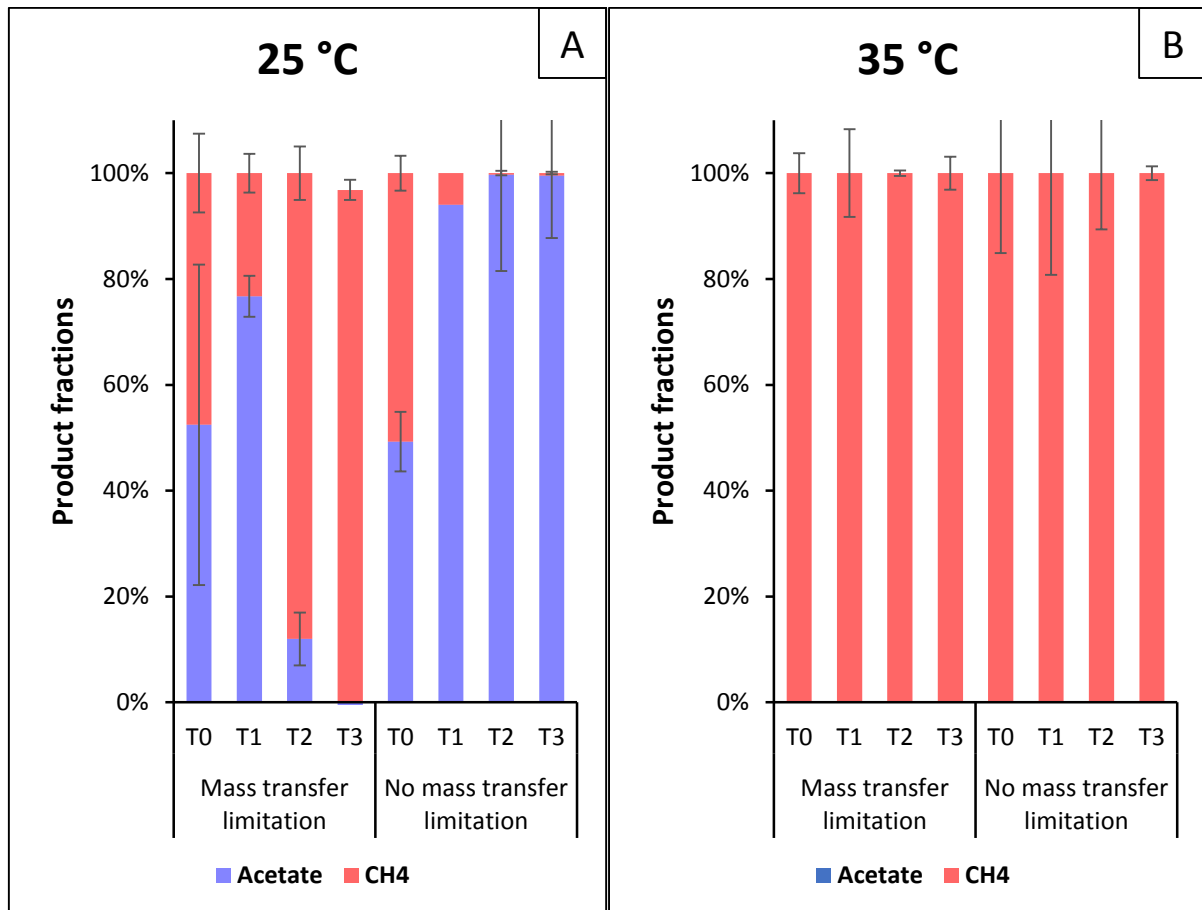 25 °C
A
Product fractions
100%
80%
60%
40%
20%
0%
T0 T1 T2 T3 T0 T1 T2 T3
Mass transfer limitation
No mass transfer limitation
Acetate CH4
35 °C
B
Product fractions
100%
80%
60%
40%
20%
0%
T0 T1 T2 T3 T0 T1 T2 T3
Mass transfer limitation
No mass transfer limitation
Acetate CH4